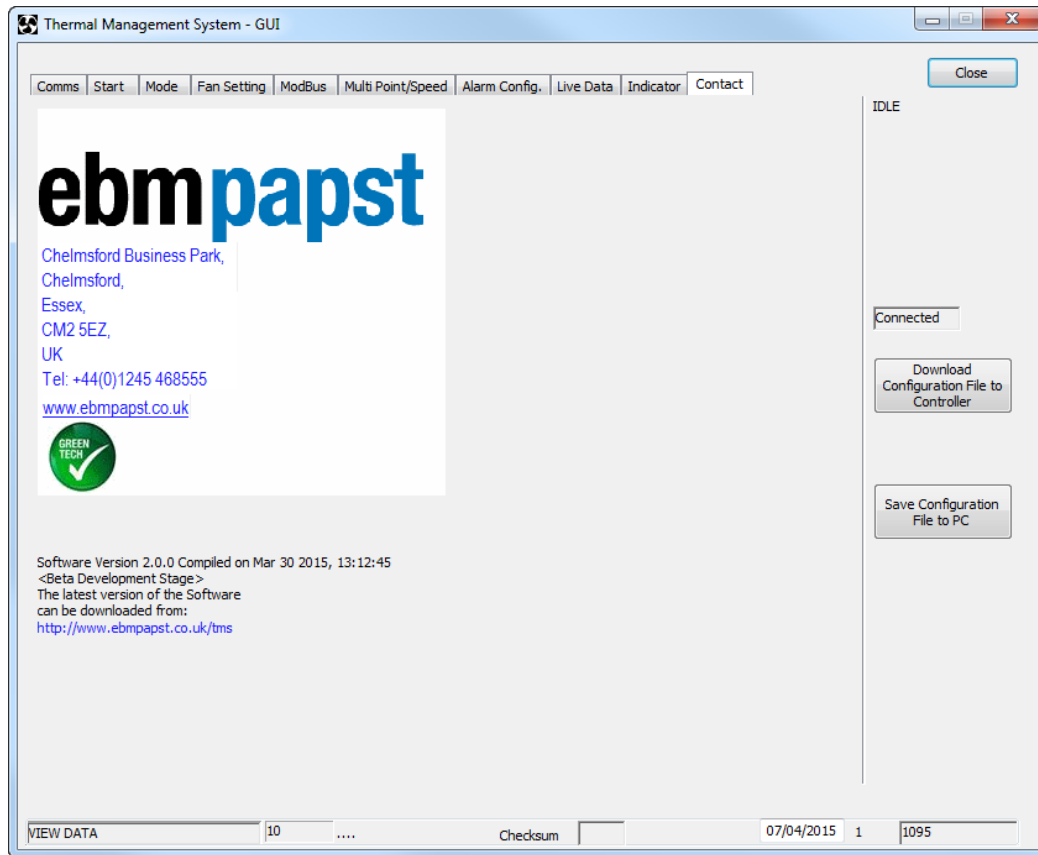 Thermal Management System - GUI
Close
Comms Start Mode Fan Setting ModBus Multi Point/Speed Alarm Config. Live Data Indicator Contact
IDLE
ebmpapst
Chelmsford Business Park,
Chelmsford,
Essex,
CM2 5EZ,
UK
Tel: +44(0)1245 468555
www.ebmpapst.co.uk
GREEN
TECH
Connected
Download
Configuration File to
Controller
Save Configuration
File to PC
Software Version 2.0.0 Compiled on Mar 30 2015, 13:12:45
<Beta Development Stage>
The latest version of the Software
can be downloaded from:
http://www.ebmpapst.co.uk/tms
VIEW DATA 10 .... Checksum 07/04/2015 1 1095